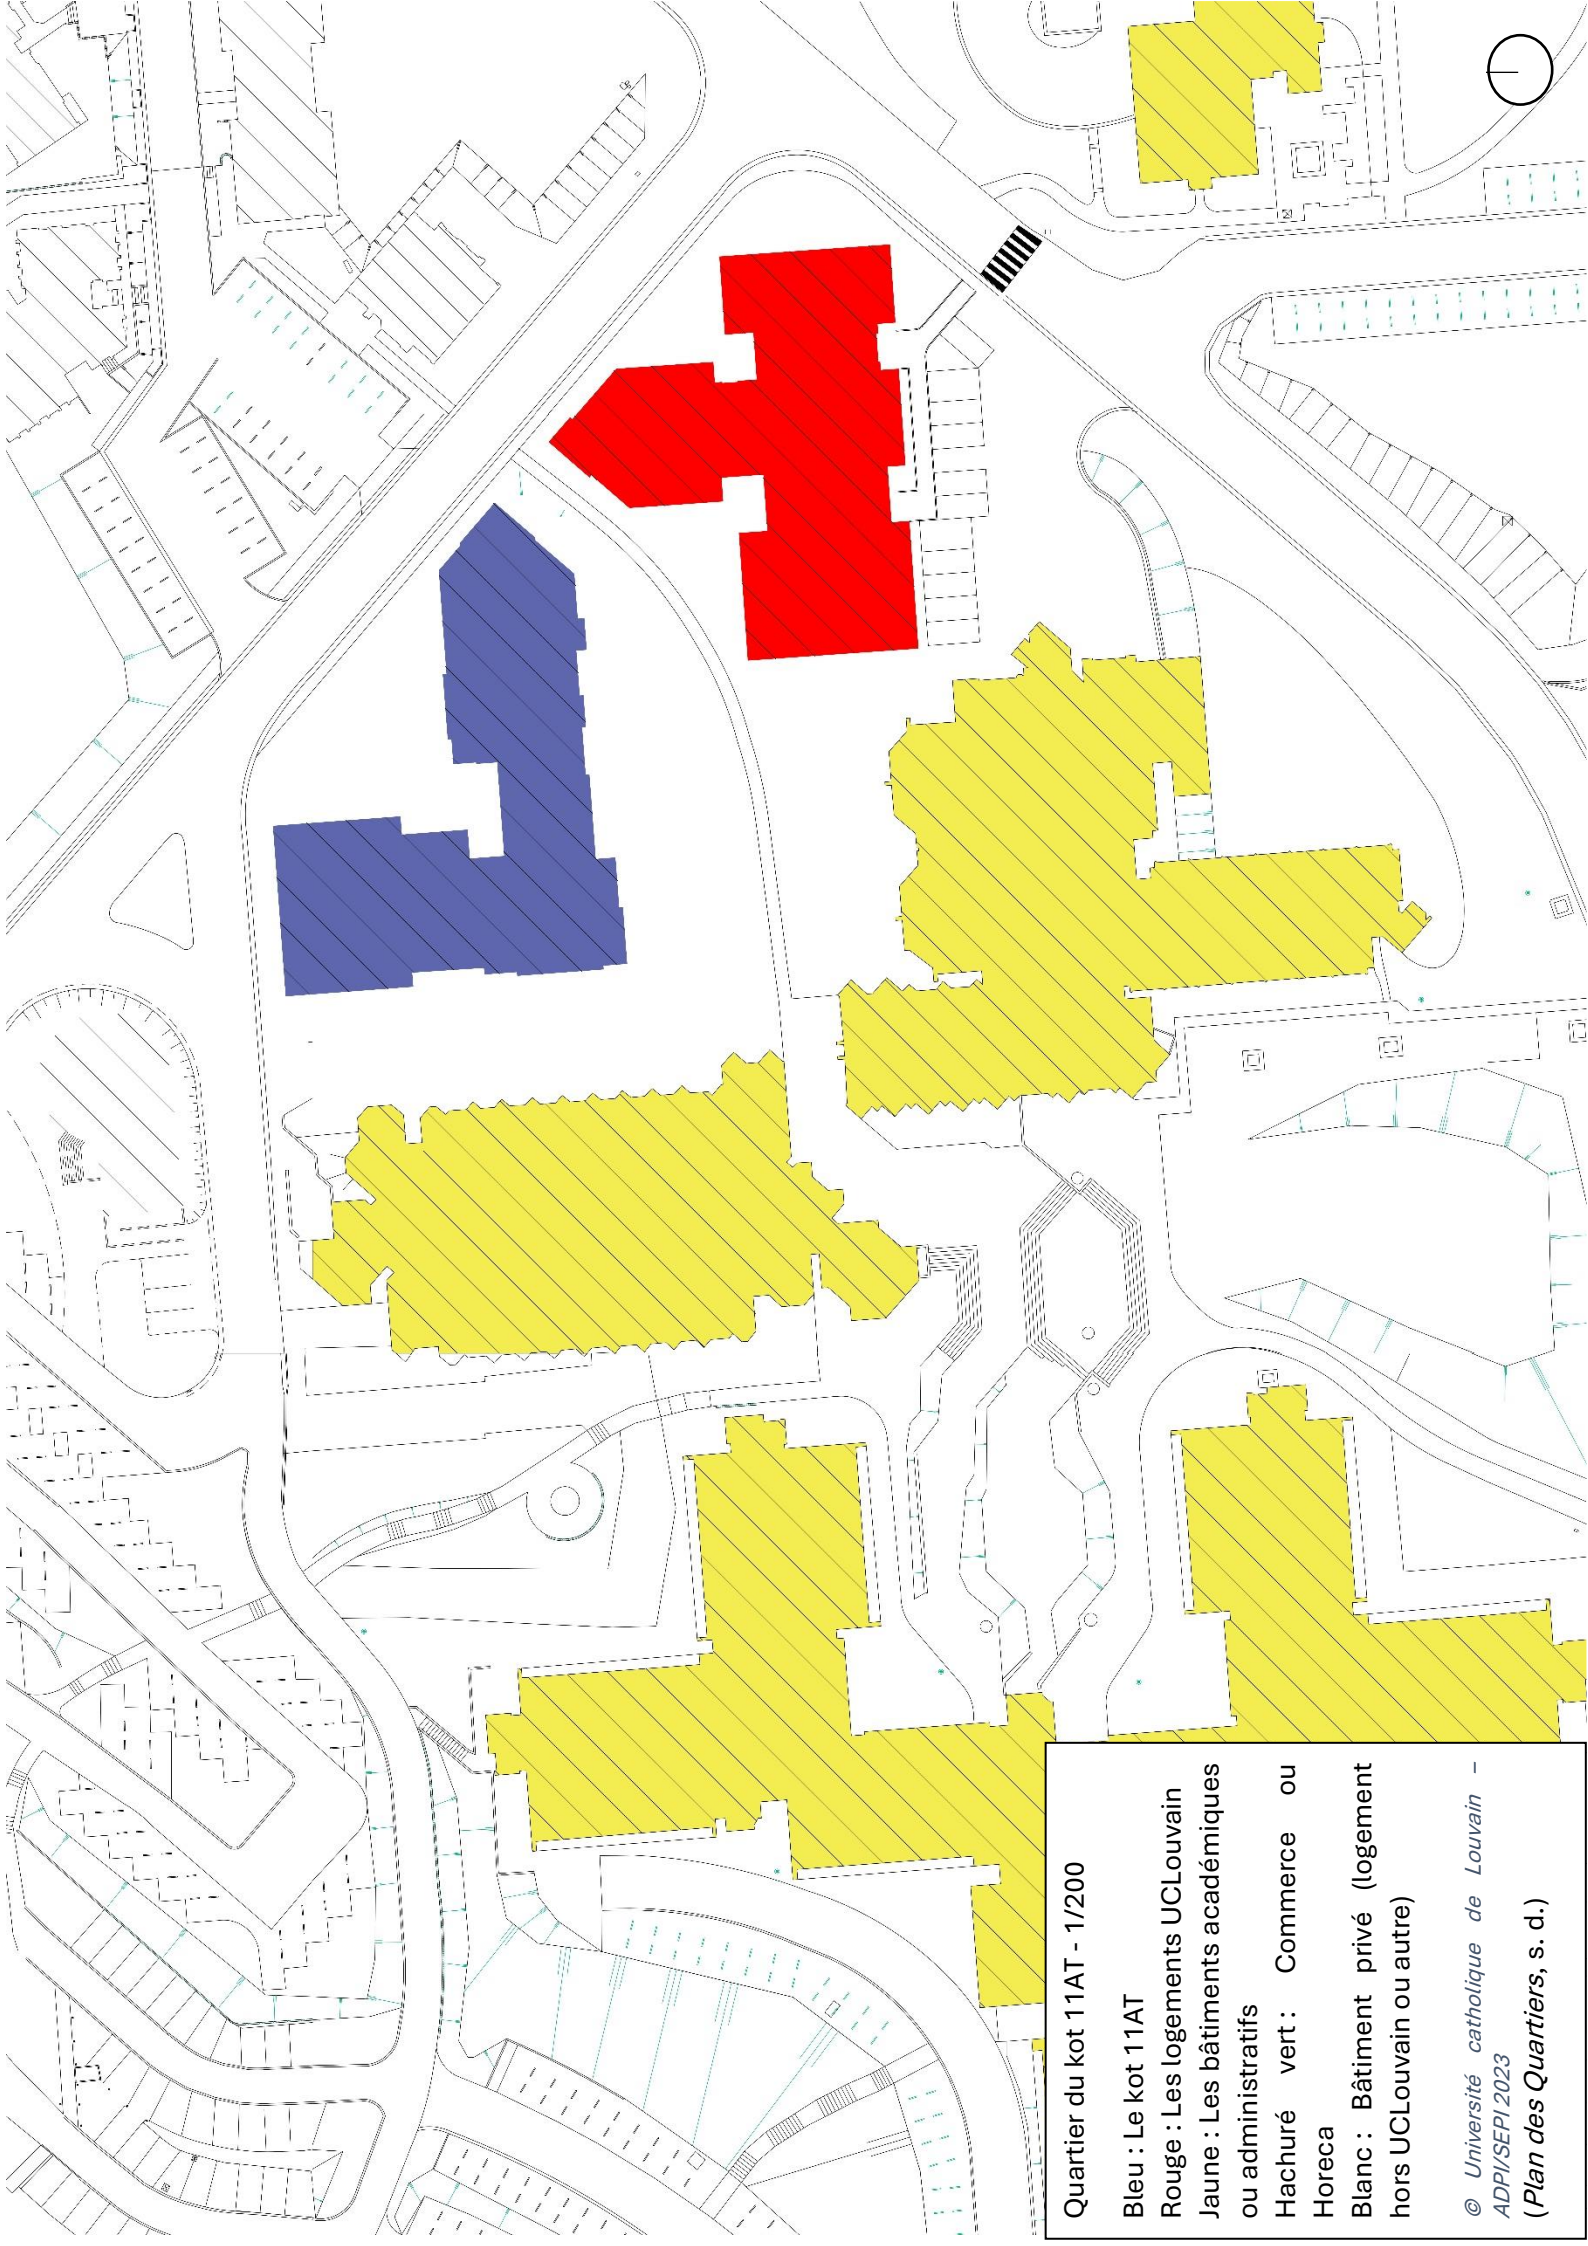 Quartier du kot 11AT - 1/200
Bleu : Le kot 11AT
Rouge : Les logements UCLouvain
Jaune : Les bâtiments académiques
ou administratifs
Hachuré vert : Commerce ou
Horeca
Blanc : Bâtiment privé (logement
hors UCLouvain ou autre)
© Université catholique de Louvain –
ADPI/SEPI 2023
(Plan des Quartiers, s. d.)